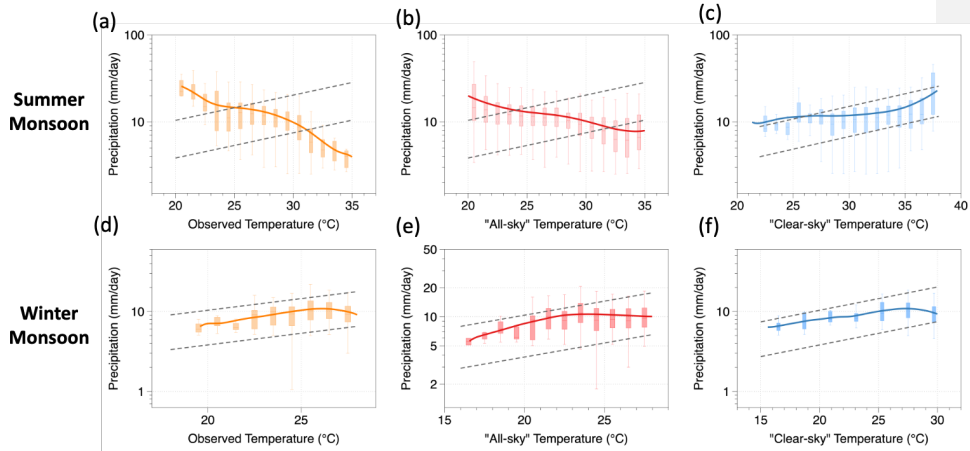 (a)
(b)
(c)
Summer
Monsoon
Precipitation (mm/day)
100
10
20
25
30
35
Observed Temperature (°C)
Precipitation (mm/day)
100
10
20
25
30
35
"All-sky" Temperature (°C)
Precipitation (mm/day)
100
10
20
25
30
35
40
"Clear-sky" Temperature (°C)
(d)
(e)
(f)
Winter
Monsoon
Precipitation (mm/day)
10
1
20
25
Observed Temperature (°C)
Precipitation (mm/day)
50
20
10
5
2
15
20
25
"All-sky" Temperature (°C)
Precipitation (mm/day)
10
1
15
20
25
30
"Clear-sky" Temperature (°C)